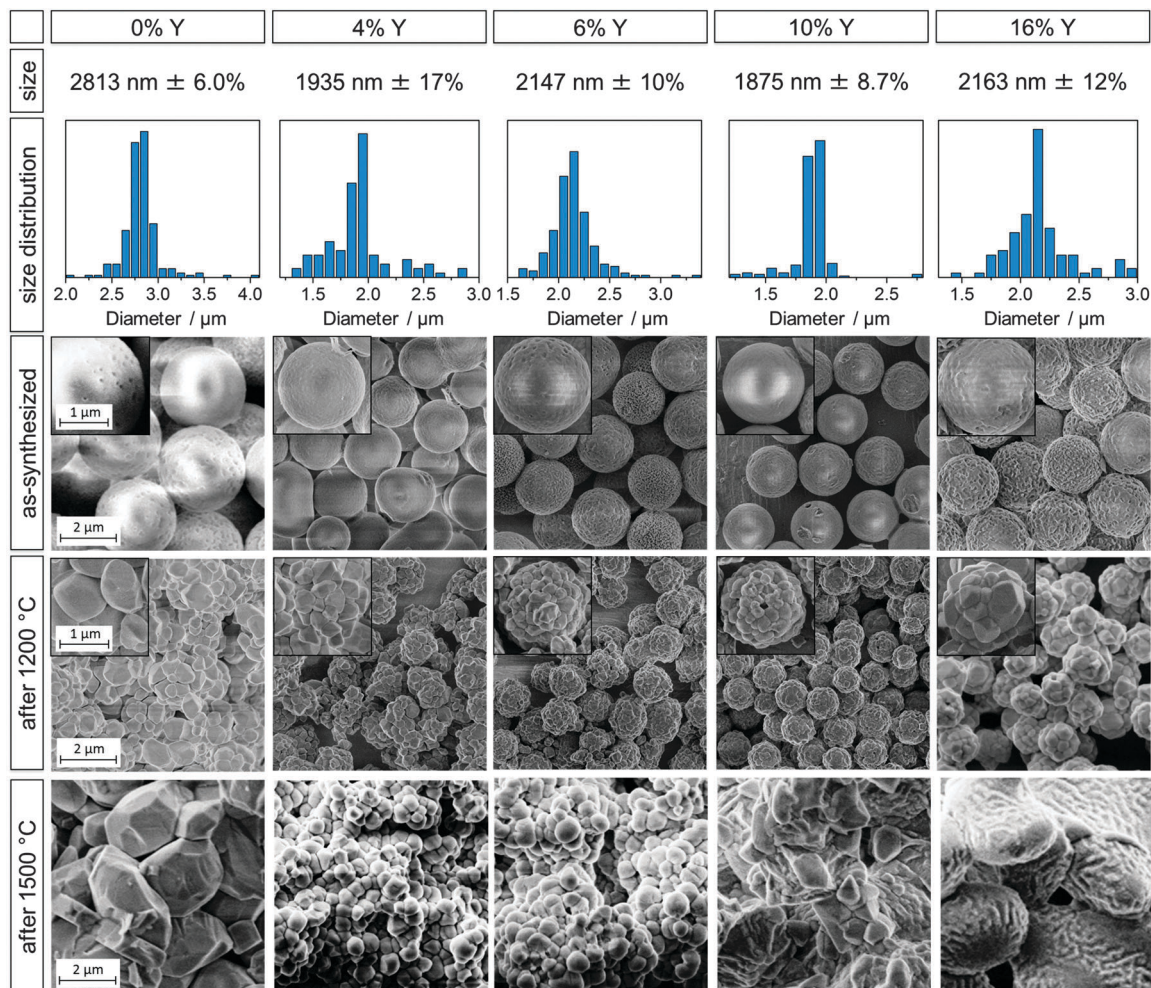 0% Y
4% Y
6% Y
10% Y
16% Y
size
2813 nm ± 6.0%
1935 nm ± 17%
2147 nm ± 10%
1875 nm ± 8.7%
2163 nm ± 12%
size distribution
2.0 2.5 3.0 3.5 4.0
Diameter / µm
1.5 2.0 2.5 3.0
Diameter / µm
2.0 2.5 3.0
Diameter / µm
1.5 2.0 2.5
Diameter / µm
1.5 2.0 2.5 3.0
Diameter / µm
as-synthesized
1 µm
2 µm
after 1200 °C
1 µm
2 µm
after 1500 °C
2 µm